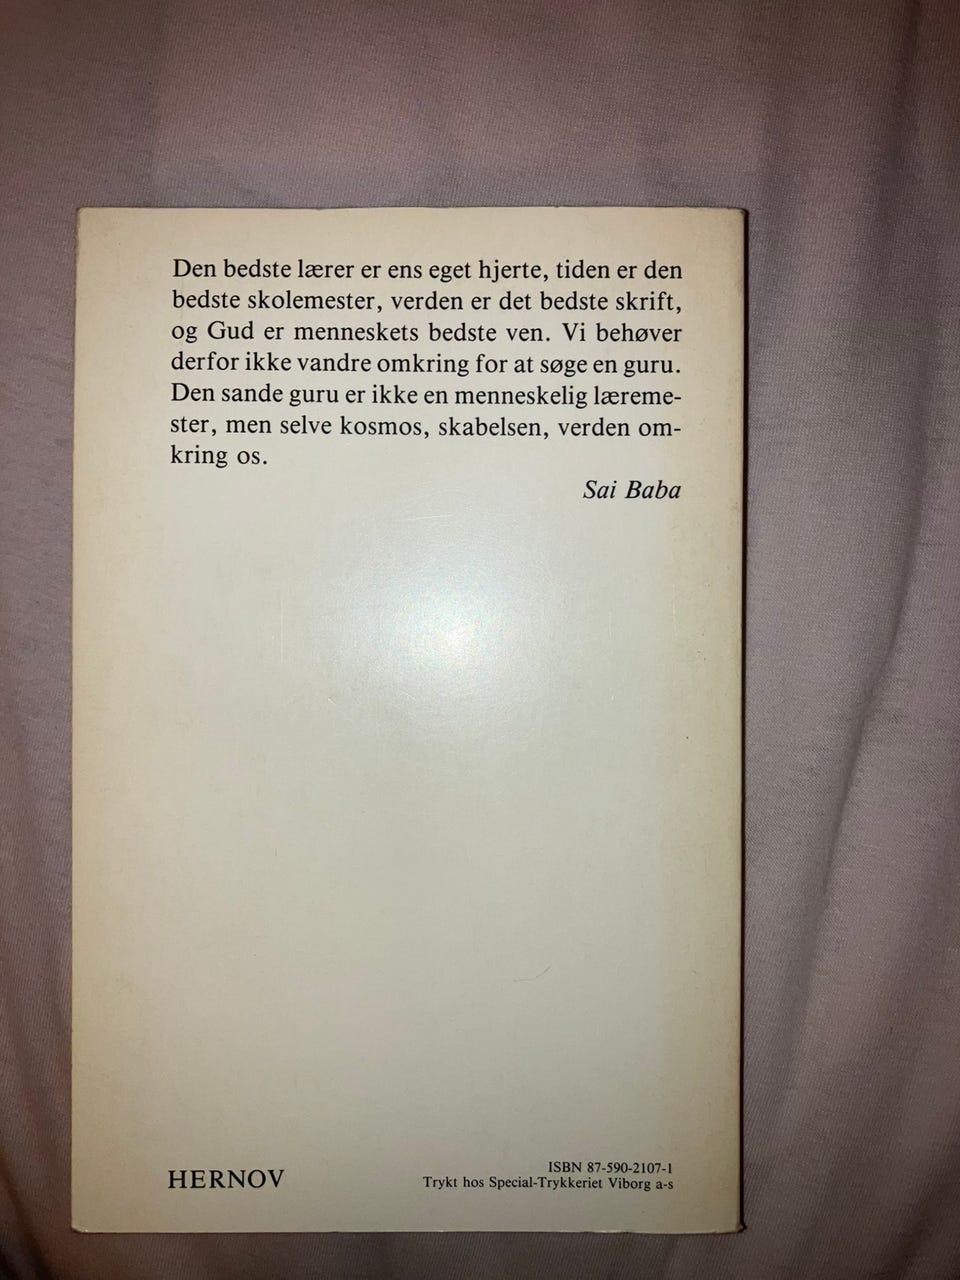 Den bedste lærer er ens eget hjerte, tiden er den
bedste skolemester, verden er det bedste skrift,
og Gud er menneskets bedste ven. Vi behøver
derfor ikke vandre omkring for at søge en guru.
Den sande guru er ikke en menneskelig læreme-
ster, men selve kosmos, skabelsen, verden om-
kring os.
Sai Baba
HERNOV
ISBN 87-590-2107-1
Trykt hos Special-Trykkeriet Viborg a-s